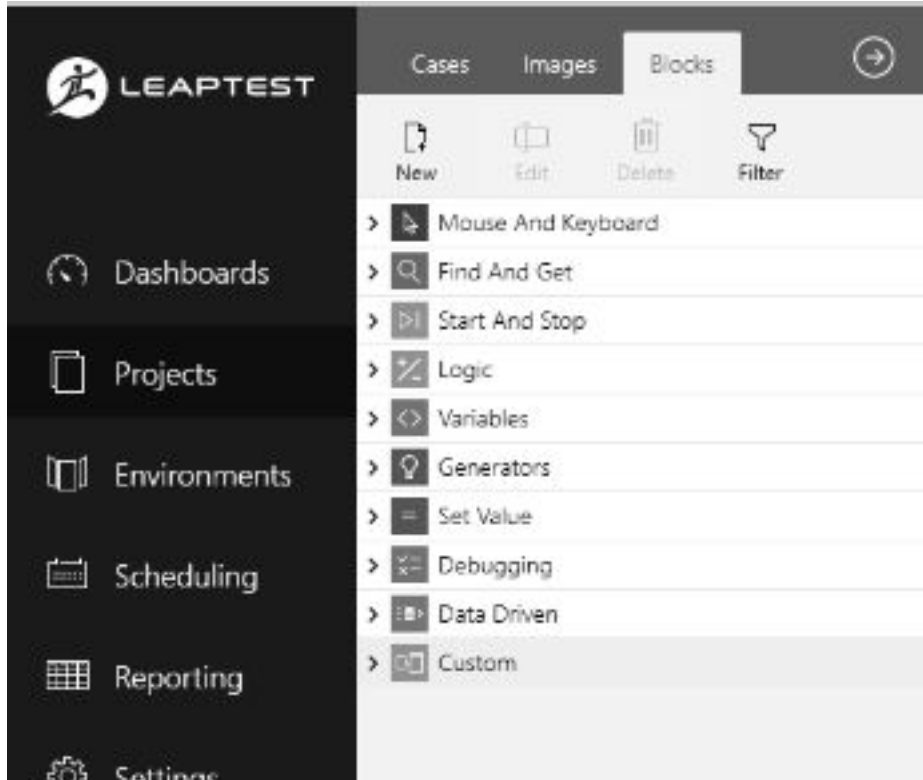 LEAPTEST
Cases Images Blocks
New Edit Delete Filter
Mouse And Keyboard
Find And Get
Start And Stop
Logic
Variables
Generators
Set Value
Debugging
Data Driven
Custom
Dashboards
Projects
Environments
Scheduling
Reporting
Settings